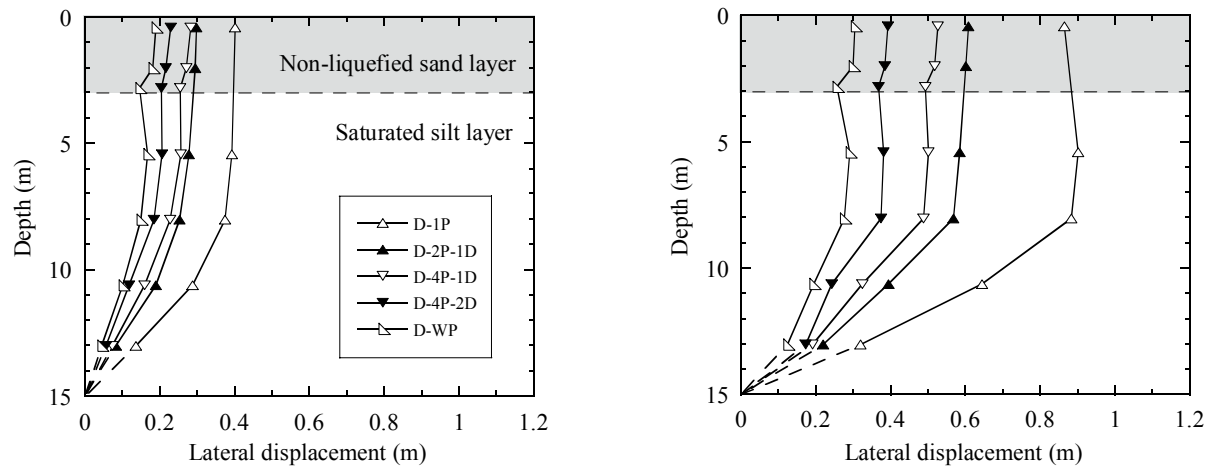 0
5
10
15
Depth (m)
Non-liquefied sand layer
Saturated silt layer
D-1P
D-2P-1D
D-4P-1D
D-4P-2D
D-WP
0 0.2 0.4 0.6 0.8 1 1.2
Lateral displacement (m)
0
5
10
15
Depth (m)
0 0.2 0.4 0.6 0.8 1 1.2
Lateral displacement (m)